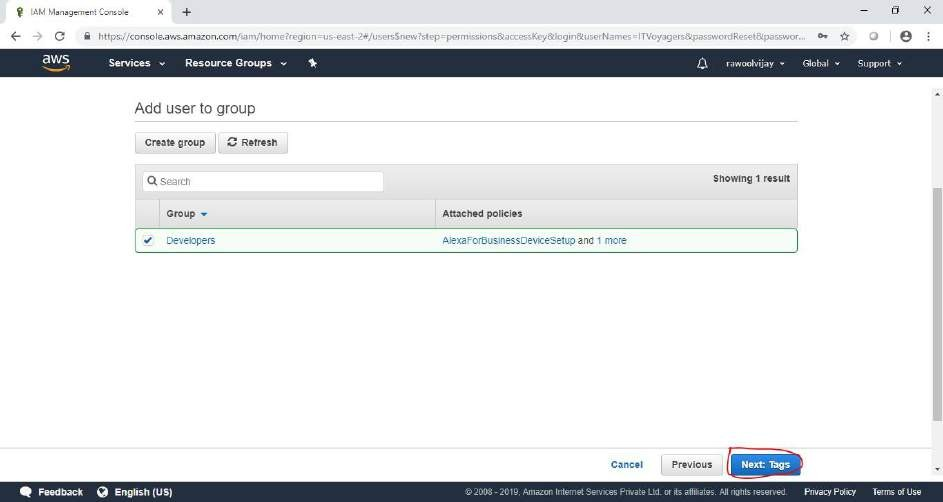 IAM Management Console
https://console.aws.amazon.com/iam/home?region=us-east-2#/users$new?step=permissions&accessKey&login&userNames=ITVoyagers&passwordReset&passwor...
aws Services Resource Groups rawoolvijay Global Support
Add user to group
Create group Refresh
Search Showing 1 result
Group Attached policies
Developers AlexaForBusinessDeviceSetup and 1 more
Cancel Previous Next: Tags
Feedback English (US) © 2008 - 2019, Amazon Internet Services Private Ltd. or its affiliates. All rights reserved. Privacy Policy Terms of Use